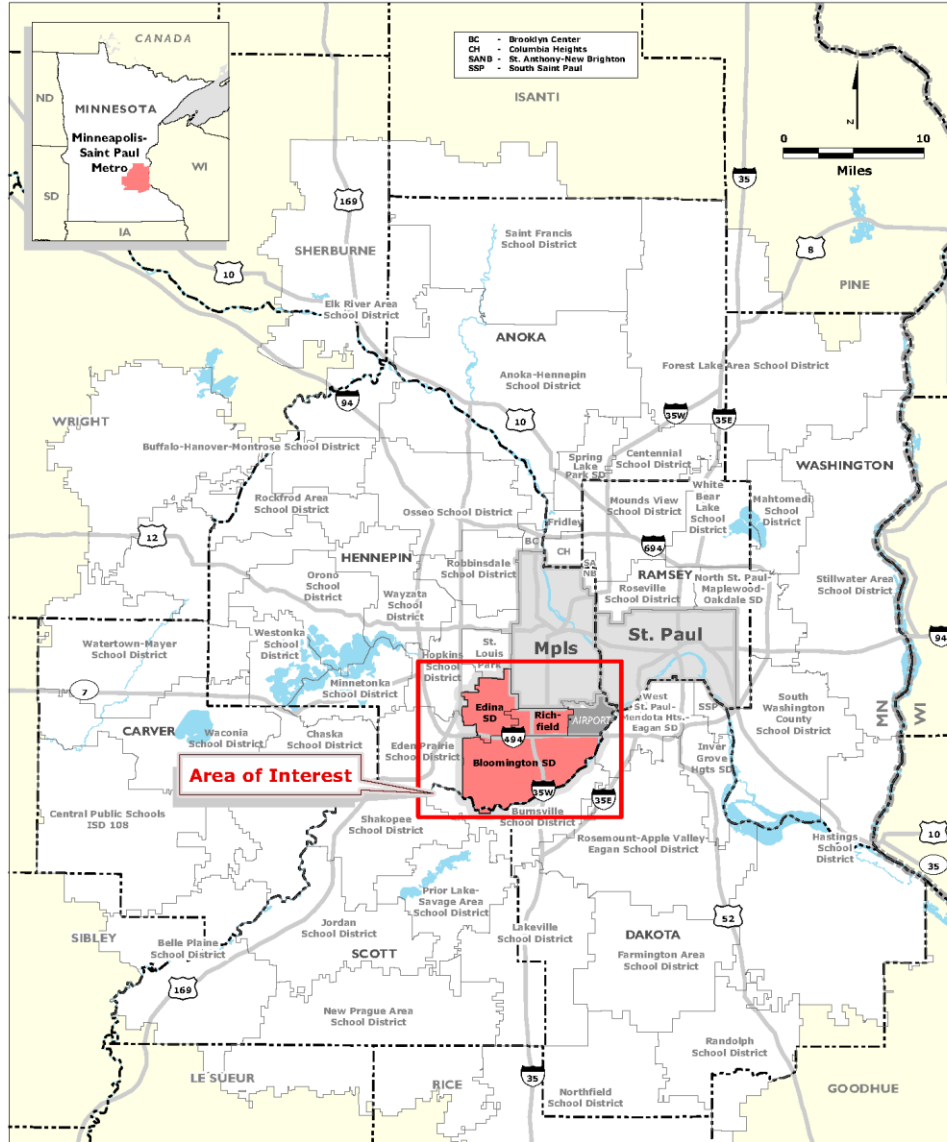 CANADA
ND
MINNESOTA
Minneapolis-
Saint Paul
Metro
WI
SD
IA
BC - Brooklyn Center
CH - Columbia Heights
SANB - St. Anthony-New Brighton
SSP - South Saint Paul
ISANTI
35
Z
0 10
Miles
169
8
Saint Francis
School District
SHERBURNE
10
PINE
Elk River Area
School District
ANOKA
Forest Lake Area School District
Anoka-Hennepin
School District
94
35W
35E
10
WRIGHT
Buffalo-Hanover-Montrose School District
Spring
Lake
Park SD
Centennial
School District
WASHINGTON
Rockfrod Area
School District
White
Bear
Lake
School
District
Mounds View
School District
Mahtomedi
School
District
Osseo School District
Fridley
12
BC
CH
694
HENNEPIN
SA
NB
Robbinsdale
School District
RAMSEY
Orono
School
District
Roseville
School District
North St. Paul-
Maplewood-
Oakdale SD
Stillwater Area
School District
Wayzata
School
District
94
Watertown-Mayer
School District
Westonka
School
District
St.
Louis
Park
Mpls
St. Paul
Hopkins
School
District
7
Minnetonka
School District
West
St. Paul-
Mendota Hts.-
Eagan SD
SSP
South
Washington
County
School District
MN
WI
Edina
SD
Rich-
field
AIRPORT
CARVER
Waconia
School District
Chaska
School District
Eden Prairie
School District
494
Inver
Grove
Hgts SD
Bloomington SD
Area of Interest
35W
35E
Central Public Schools
ISD 108
Shakopee
School District
Burnsville
School District
Rosemount-Apple Valley-
Eagan School District
10
Hastings
School
District
35
Prior Lake-
Savage Area
School District
52
Jordan
School District
Lakeville
School District
DAKOTA
SIBLEY
Belle Plaine
School District
SCOTT
Farmington Area
School District
169
New Prague Area
School District
Randolph
School District
LE SUEUR
RICE
35
Northfield
School District
GOODHUE